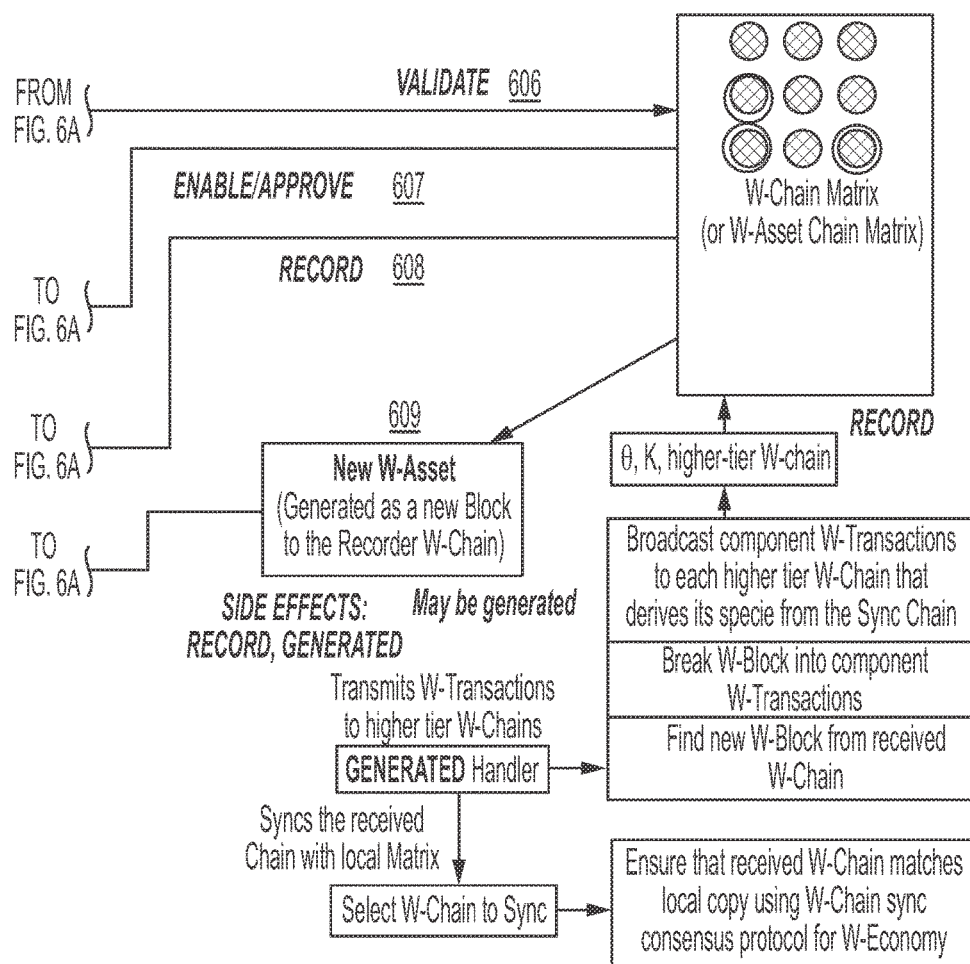 FROM
FIG. 6A
VALIDATE 606
ENABLE/APPROVE 607
W-Chain Matrix
(or W-Asset Chain Matrix)
RECORD 608
TO
FIG. 6A
TO
FIG. 6A
609
New W-Asset
(Generated as a new Block
to the Recorder W-Chain)
RECORD
θ, K, higher-tier W-chain
TO
FIG. 6A
SIDE EFFECTS:
RECORD, GENERATED
May be generated
Broadcast component W-Transactions
to each higher tier W-Chain that
derives its specie from the Sync Chain
Break W-Block into component
W-Transactions
Find new W-Block from received
W-Chain
Transmits W-Transactions
to higher tier W-Chains
GENERATED Handler
Syncs the received
Chain with local Matrix
Select W-Chain to Sync
Ensure that received W-Chain matches
local copy using W-Chain sync
consensus protocol for W-Economy